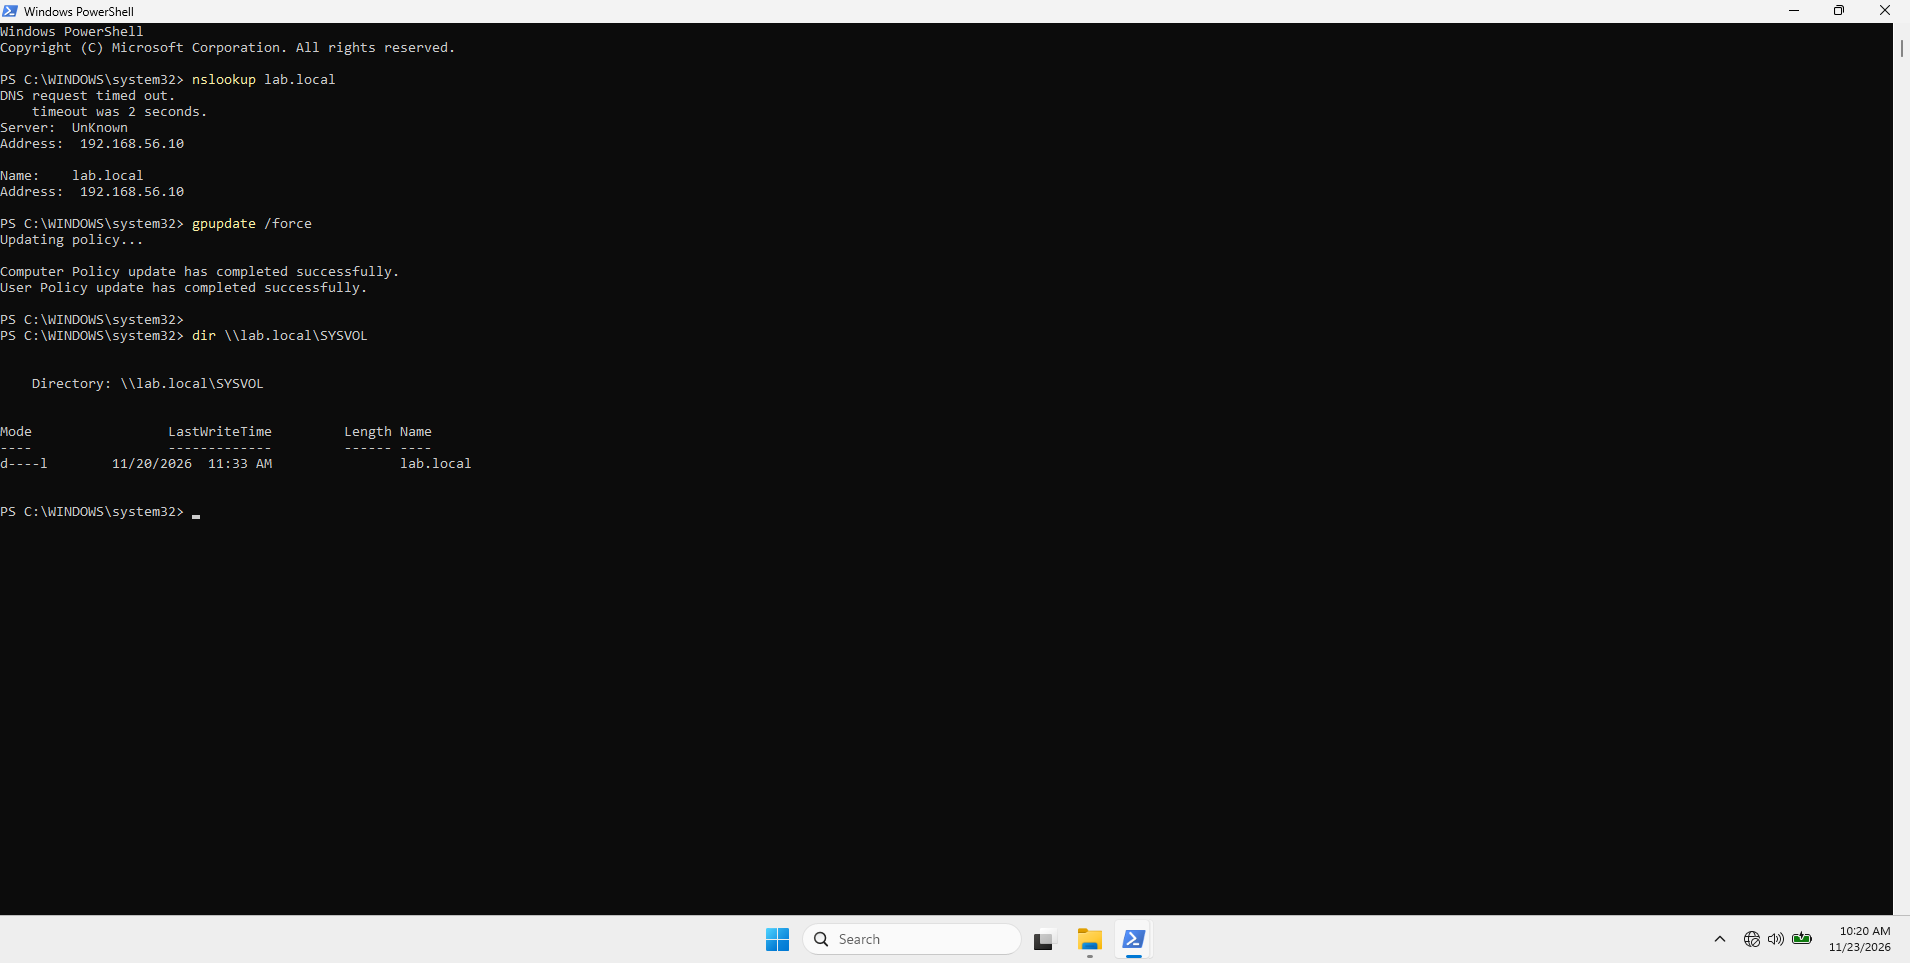 Windows PowerShell
Windows PowerShell
Copyright (C) Microsoft Corporation. All rights reserved.
PS C:\WINDOWS\system32> nslookup lab.local
DNS request timed out.
    timeout was 2 seconds.
Server:  UnKnown
Address:  192.168.56.10
Name:    lab.local
Address:  192.168.56.10
PS C:\WINDOWS\system32> gpupdate /force
Updating policy...
Computer Policy update has completed successfully.
User Policy update has completed successfully.
PS C:\WINDOWS\system32>
PS C:\WINDOWS\system32> dir \\lab.local\SYSVOL
    Directory: \\lab.local\SYSVOL
Mode                 LastWriteTime         Length Name
----                 -------------         ------ ----
d----l        11/20/2026  11:33 AM                lab.local
PS C:\WINDOWS\system32>
Search
10:20 AM
11/23/2026